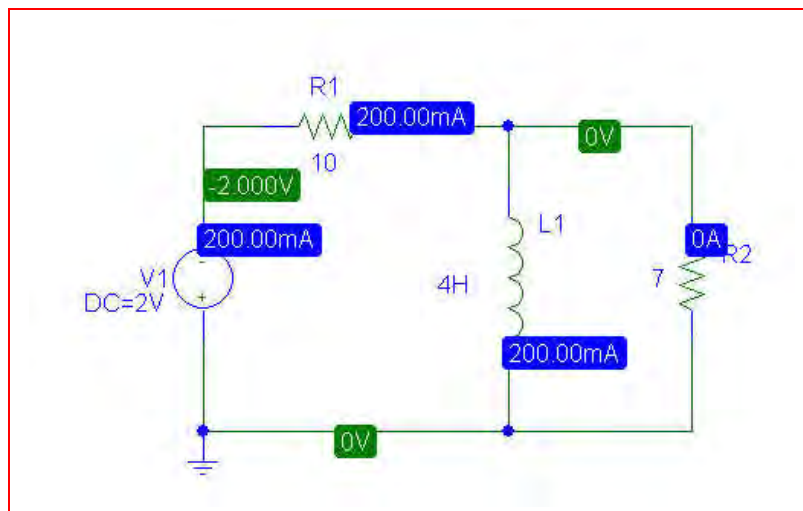 R1
200.00mA
10
0V
-2.000V
L1
200.00mA
0A
R2
V1
-
+
4H
7
DC=2V
200.00mA
0V